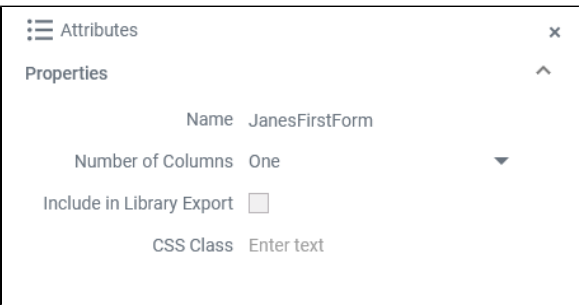 Attributes
Properties
Name JanesFirstForm
Number of Columns One
Include in Library Export
CSS Class Enter text